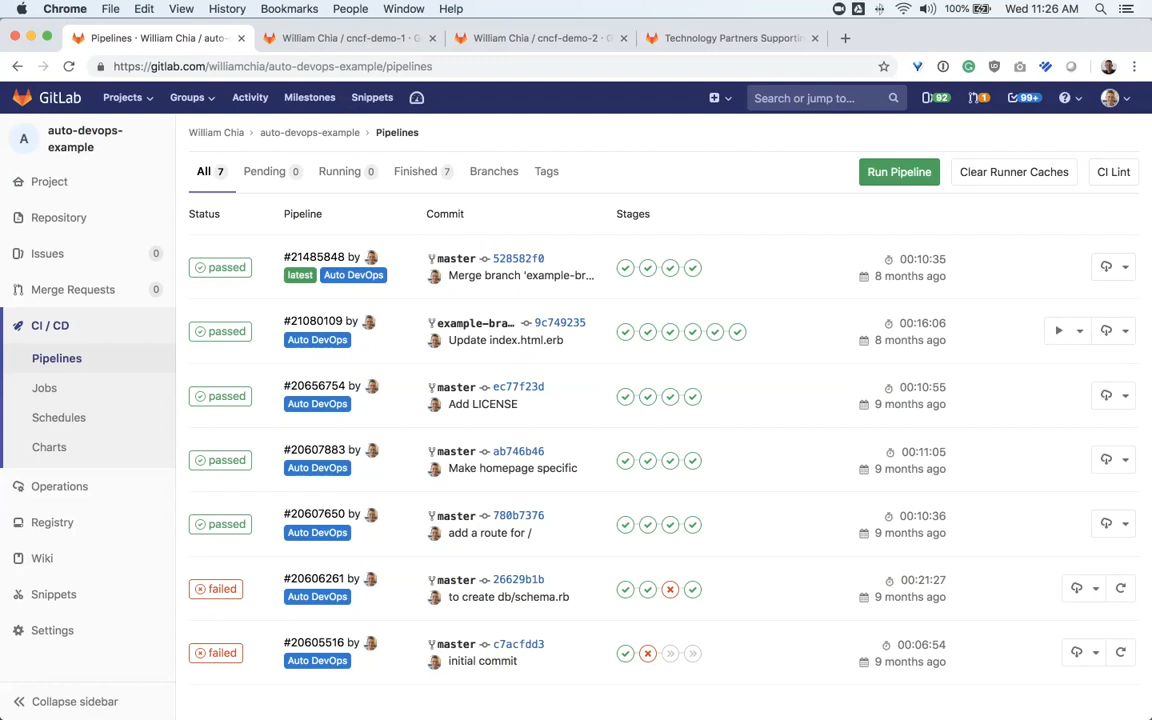 Chrome File Edit View History Bookmarks People Window Help 100% Wed 11:26 AM
Pipelines · William Chia / auto- William Chia / cncf-demo-1 · G William Chia / cncf-demo-2 · G Technology Partners Supportin
https://gitlab.com/williamchia/auto-devops-example/pipelines
GitLab Projects Groups Activity Milestones Snippets Search or jump to... 92 1 99+
A auto-devops-
example
William Chia > auto-devops-example > Pipelines
Project
Repository
Issues 0
Merge Requests 0
CI / CD
Pipelines
Jobs
Schedules
Charts
Operations
Registry
Wiki
Snippets
Settings
Collapse sidebar
All 7 Pending 0 Running 0 Finished 7 Branches Tags Run Pipeline Clear Runner Caches CI Lint
Status Pipeline Commit Stages
passed #21485848 by master 528582f0 00:10:35
latest Auto DevOps Merge branch 'example-br... 8 months ago
passed #21080109 by example-bra... 9c749235 00:16:06
Auto DevOps Update index.html.erb 8 months ago
passed #20656754 by master ec77f23d 00:10:55
Auto DevOps Add LICENSE 9 months ago
passed #20607883 by master ab746b46 00:11:05
Auto DevOps Make homepage specific 9 months ago
passed #20607650 by master 780b7376 00:10:36
Auto DevOps add a route for / 9 months ago
failed #20606261 by master 26629b1b 00:21:27
Auto DevOps to create db/schema.rb 9 months ago
failed #20605516 by master c7acfdd3 00:06:54
Auto DevOps initial commit 9 months ago